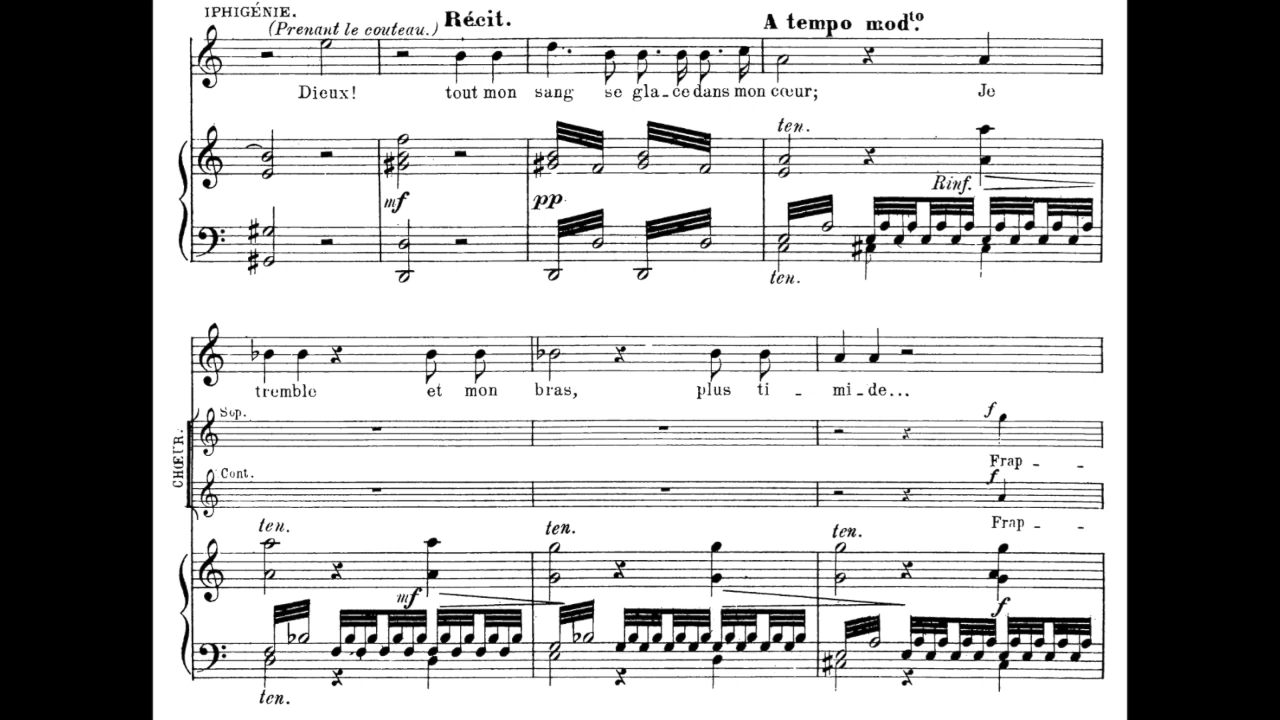 IPHIGÉNIE.
(Prenant le couteau.) Récit. A tempo modto.
Dieux! tout mon sang se gla-ce dans mon cœur; Je
ten.
mf pp Rinf.
ten.
tremble et mon bras, plus ti - mi-de...
Sop. f
CHŒUR.
Frap - -
Cont. f
Frap - -
ten. ten. ten.
mf f
ten.